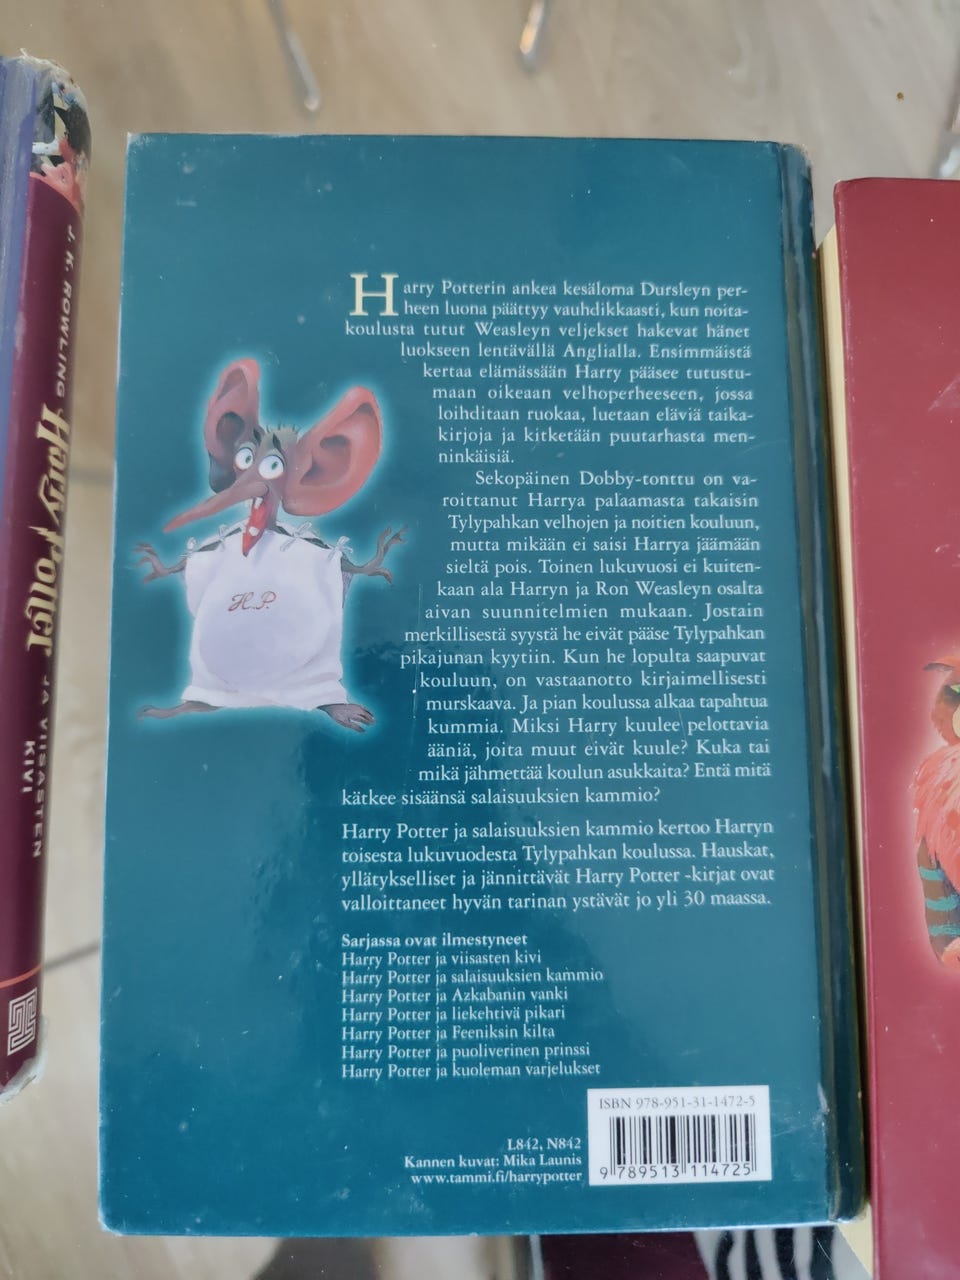 J. K. ROWLING
Harry Potter
JA VIISASTEN
KIVI
Harry Potterin ankea kesäloma Dursleyn per-
heen luona päättyy vauhdikkaasti, kun noita-
koulusta tutut Weasleyn veljekset hakevat hänet
luokseen lentävällä Anglialla. Ensimmäistä
kertaa elämässään Harry pääsee tutustu-
maan oikeaan velhoperheeseen, jossa
loihditaan ruokaa, luetaan eläviä taika-
kirjoja ja kitketään puutarhasta men-
ninkäisiä.
Sekopäinen Dobby-tonttu on va-
roittanut Harrya palaamasta takaisin
Tylypahkan velhojen ja noitien kouluun,
mutta mikään ei saisi Harrya jäämään
sieltä pois. Toinen lukuvuosi ei kuiten-
kaan ala Harryn ja Ron Weasleyn osalta
aivan suunnitelmien mukaan. Jostain
merkillisestä syystä he eivät pääse Tylypahkan
pikajunan kyytiin. Kun he lopulta saapuvat
kouluun, on vastaanotto kirjaimellisesti
murskaava. Ja pian koulussa alkaa tapahtua
kummia. Miksi Harry kuulee pelottavia
ääniä, joita muut eivät kuule? Kuka tai
mikä jähmettää koulun asukkaita? Entä mitä
kätkee sisäänsä salaisuuksien kammio?
H.P.
Harry Potter ja salaisuuksien kammio kertoo Harryn
toisesta lukuvuodesta Tylypahkan koulussa. Hauskat,
yllätykselliset ja jännittävät Harry Potter -kirjat ovat
valloittaneet hyvän tarinan ystävät jo yli 30 maassa.
Sarjassa ovat ilmestyneet
Harry Potter ja viisasten kivi
Harry Potter ja salaisuuksien kammio
Harry Potter ja Azkabanin vanki
Harry Potter ja liekehtivä pikari
Harry Potter ja Feeniksin kilta
Harry Potter ja puoliverinen prinssi
Harry Potter ja kuoleman varjelukset
L842, N842
Kannen kuvat: Mika Launis
www.tammi.fi/harrypotter
ISBN 978-951-31-1472-5
9 789513 114725